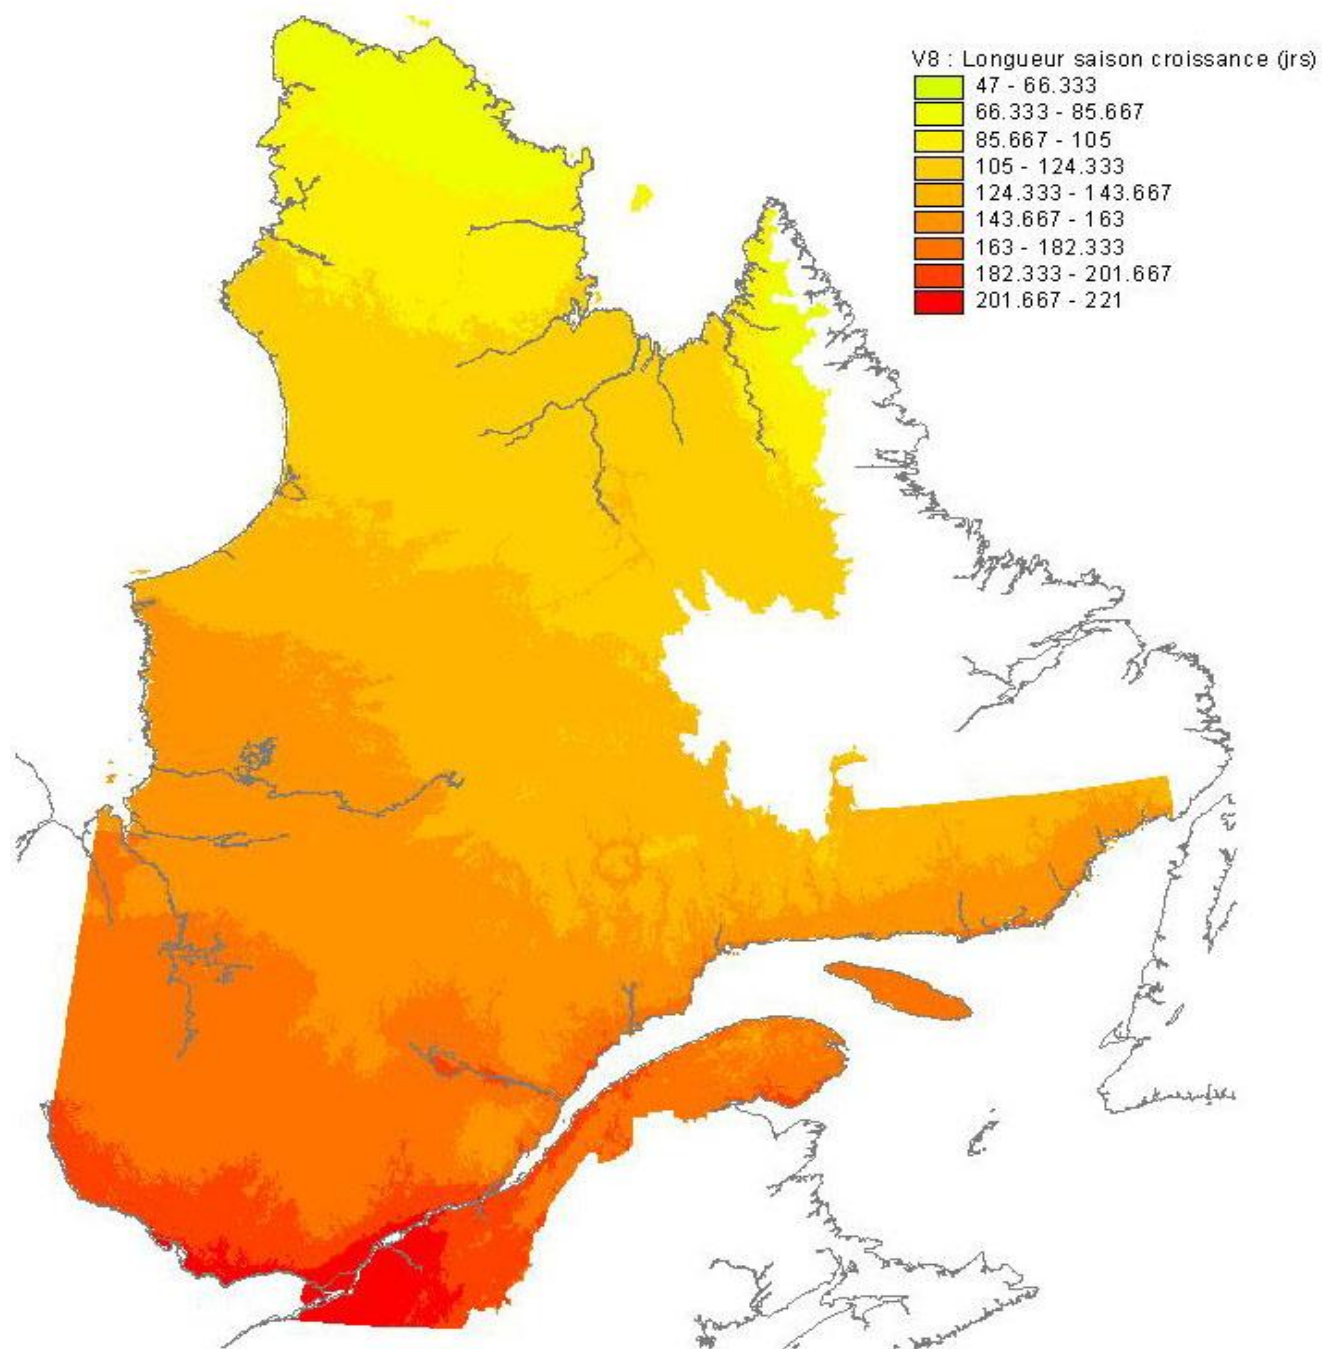 V8 : Longueur saison croissance (jrs)
47 - 66.333
66.333 - 85.667
85.667 - 105
105 - 124.333
124.333 - 143.667
143.667 - 163
163 - 182.333
182.333 - 201.667
201.667 - 221